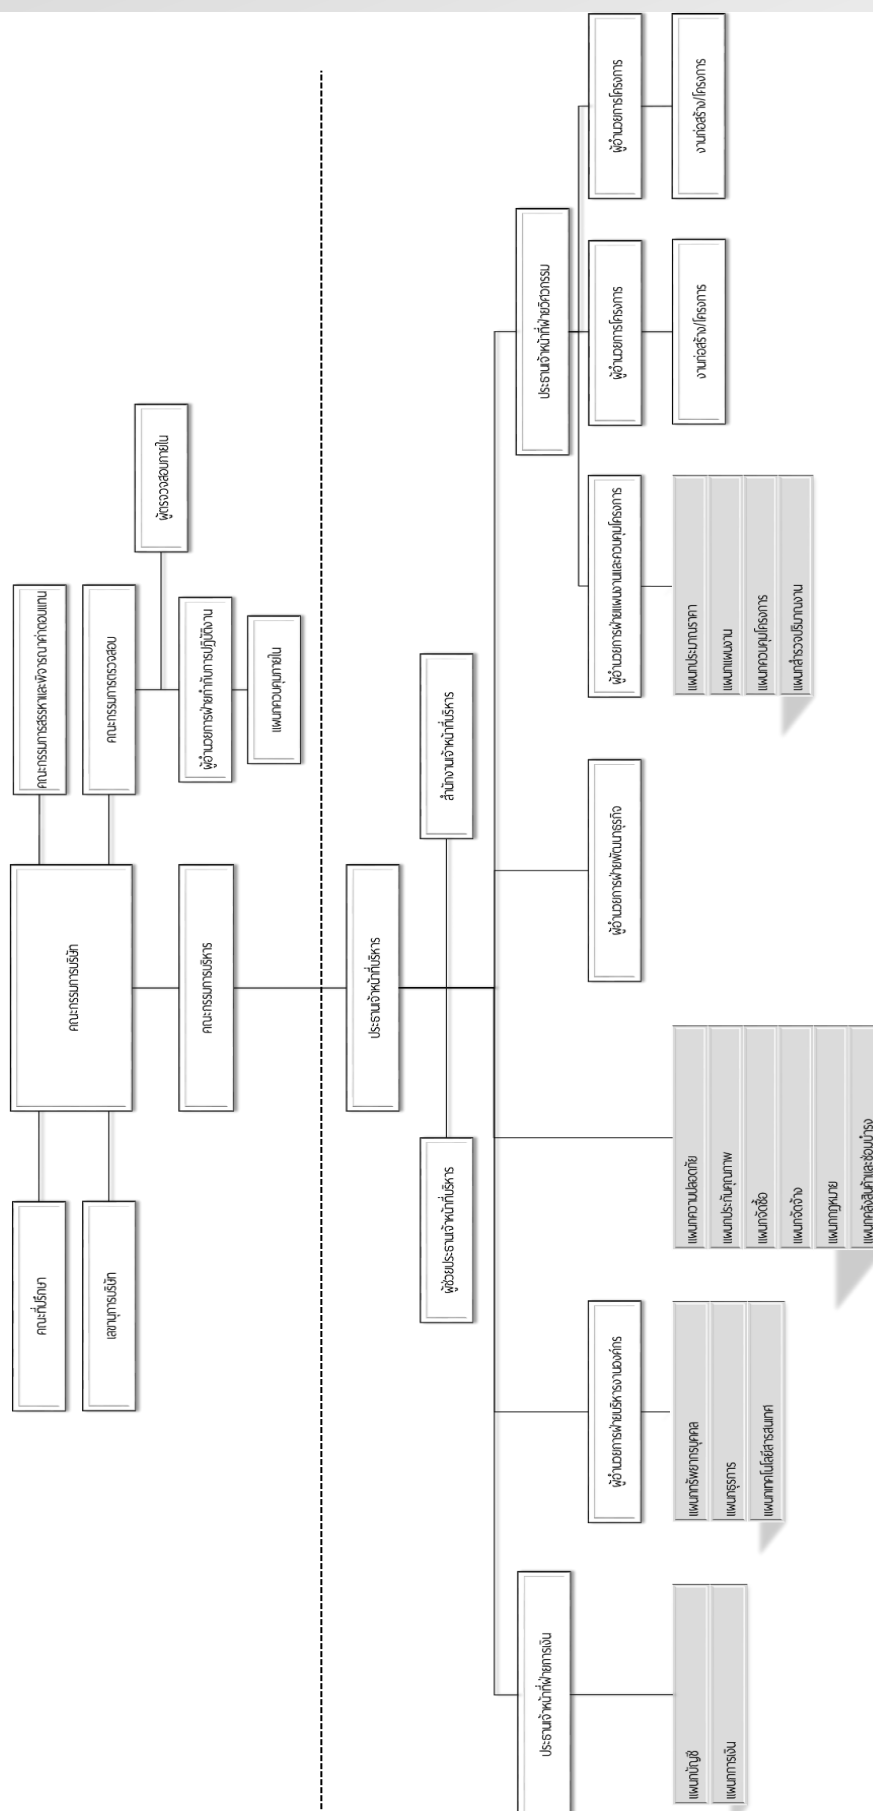 คณะกรรมการบริษัท
คณะที่ปรึกษา
เลขานุการบริษัท
คณะกรรมการสรรหาและพิจารณาค่าตอบแทน
คณะกรรมการตรวจสอบ
ผู้ตรวจสอบภายใน
ผู้อำนวยการฝ่ายกำกับการปฏิบัติงาน
แผนกควบคุมภายใน
คณะกรรมการบริหาร
ประธานเจ้าหน้าที่บริหาร
ผู้ช่วยประธานเจ้าหน้าที่บริหาร
สำนักงานเจ้าหน้าที่บริหาร
ประธานเจ้าหน้าที่ฝ่ายการเงิน
แผนกบัญชี
แผนกการเงิน
ผู้อำนวยการฝ่ายบริหารงานองค์กร
แผนกทรัพยากรบุคคล
แผนกธุรการ
แผนกเทคโนโลยีสารสนเทศ
แผนกความปลอดภัย
แผนกประกันคุณภาพ
แผนกจัดซื้อ
แผนกจัดจ้าง
แผนกกฎหมาย
แผนกคลังสินค้าและซ่อมบำรุง
ผู้อำนวยการฝ่ายพัฒนาธุรกิจ
ประธานเจ้าหน้าที่ฝ่ายวิศวกรรม
ผู้อำนวยการฝ่ายแผนงานและควบคุมโครงการ
แผนกประมาณราคา
แผนกแผนงาน
แผนกควบคุมโครงการ
แผนกสำรวจปริมาณงาน
ผู้อำนวยการโครงการ
งานก่อสร้าง/โครงการ
ผู้อำนวยการโครงการ
งานก่อสร้าง/โครงการ